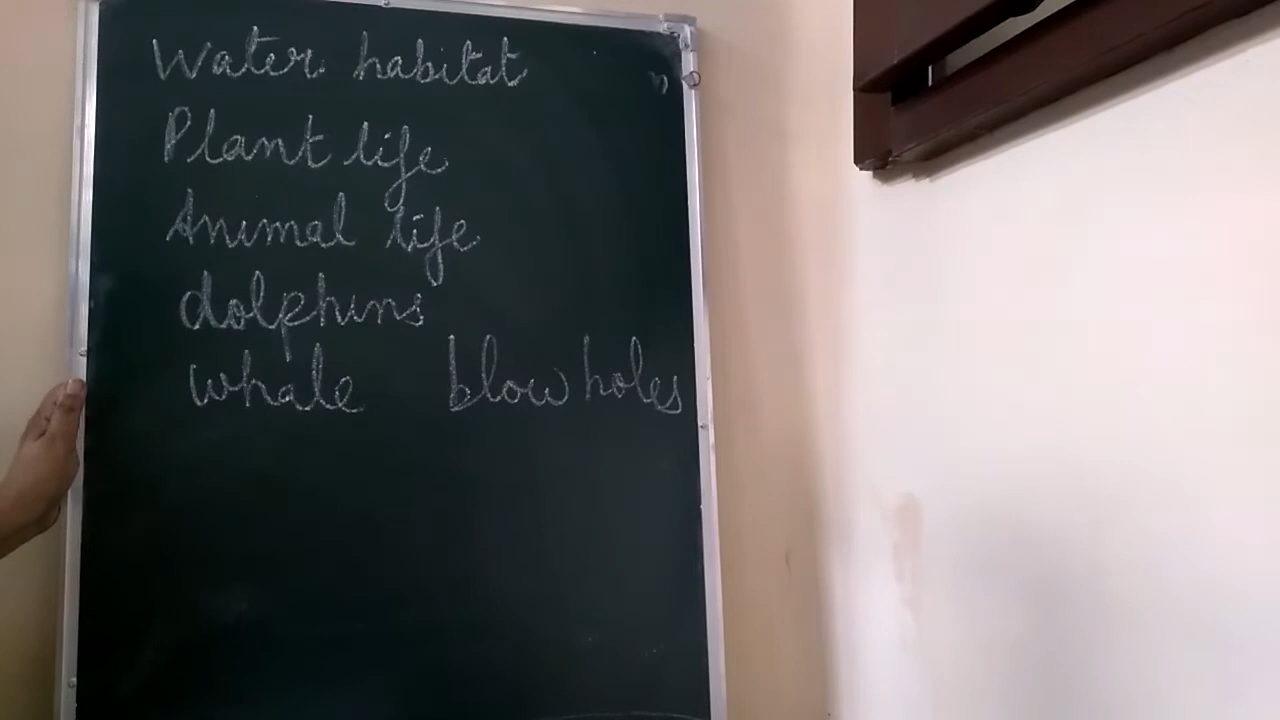 Water habitat
Plant life
Animal life
dolphins
whale blow holes